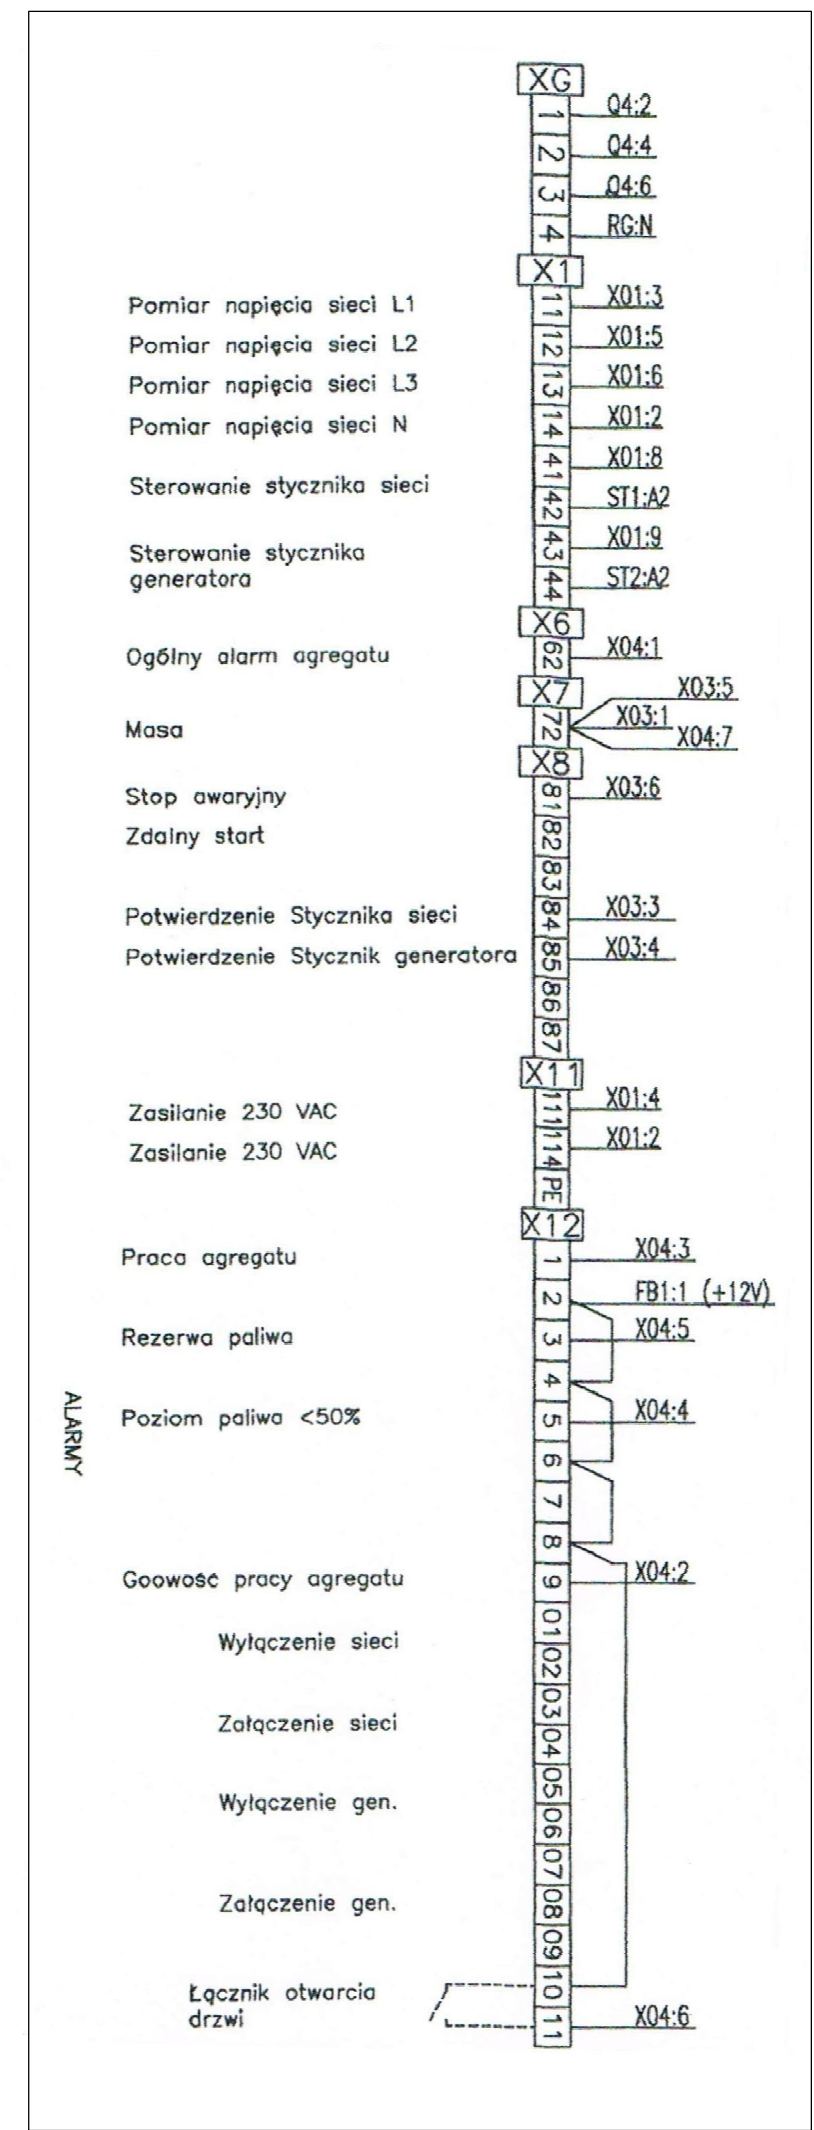 XG
1 Q4:2
2 Q4:4
3 Q4:6
4 RG:N
X1
Pomiar napięcia sieci L1 11 X01:3
Pomiar napięcia sieci L2 12 X01:5
Pomiar napięcia sieci L3 13 X01:6
Pomiar napięcia sieci N 14 X01:2
41 X01:8
Sterowanie stycznika sieci
42 ST1:A2
43 X01:9
Sterowanie stycznika
generatora
44 ST2:A2
X6
Ogólny alarm agregatu 62 X04:1
X7
X03:5
Masa 72 X03:1
X04:7
X8
Stop awaryjny 81 X03:6
Zdalny start 82
83
Potwierdzenie Stycznika sieci 84 X03:3
Potwierdzenie Stycznik generatora 85 X03:4
86
87
X11
Zasilanie 230 VAC 111 X01:4
Zasilanie 230 VAC 114 X01:2
PE
X12
Praca agregatu 1 X04:3
2 FB1:1 (+12V)
Rezerwa paliwa 3 X04:5
4
ALARMY
Poziom paliwa <50% 5 X04:4
6
7
8
Goowość pracy agregatu 9 X04:2
01
Wyłączenie sieci
02
03
Załączenie sieci
04
05
Wyłączenie gen.
06
07
Załączenie gen.
08
09
10
Łącznik otwarcia
drzwi
11 X04:6